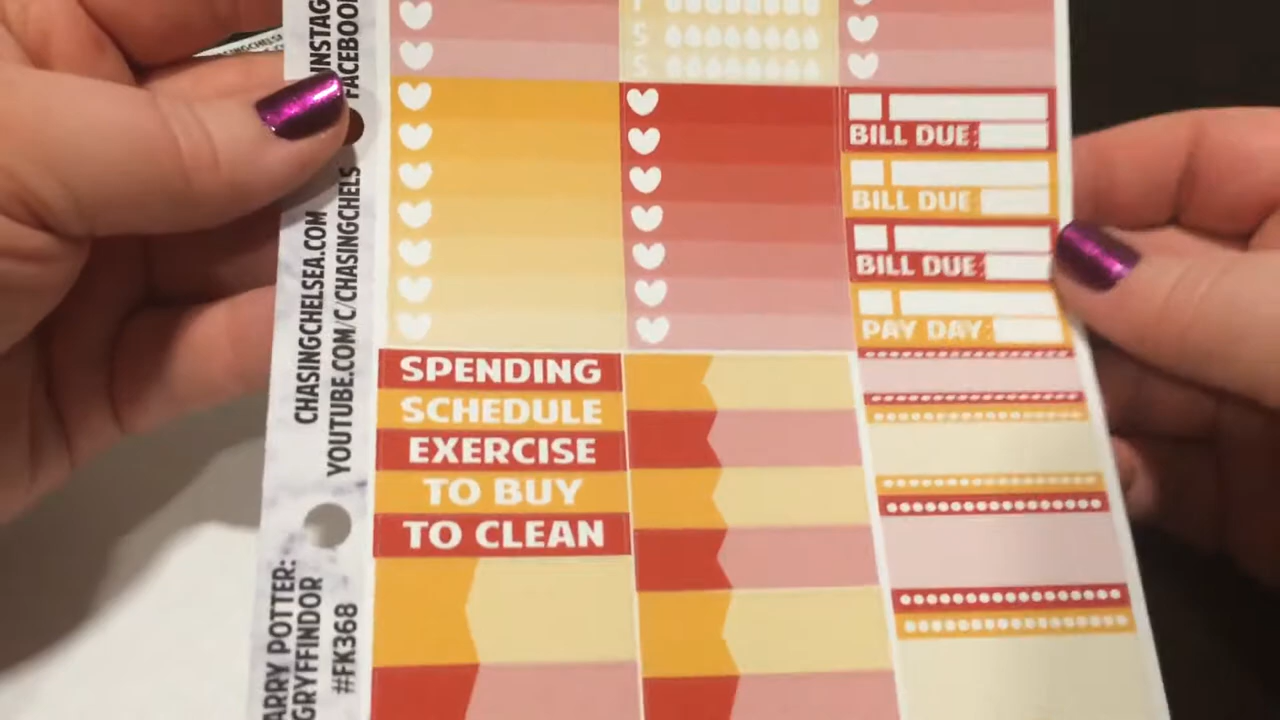 INSTAG
FACEBOO
S
S
CHASINGCHELSEA.COM
YOUTUBE.COM/C/CHASINGCHELS
BILL DUE:
BILL DUE
BILL DUE:
PAY DAY:
SPENDING
SCHEDULE
EXERCISE
TO BUY
TO CLEAN
ARRY POTTER:
GRYFFINDOR
#FK368